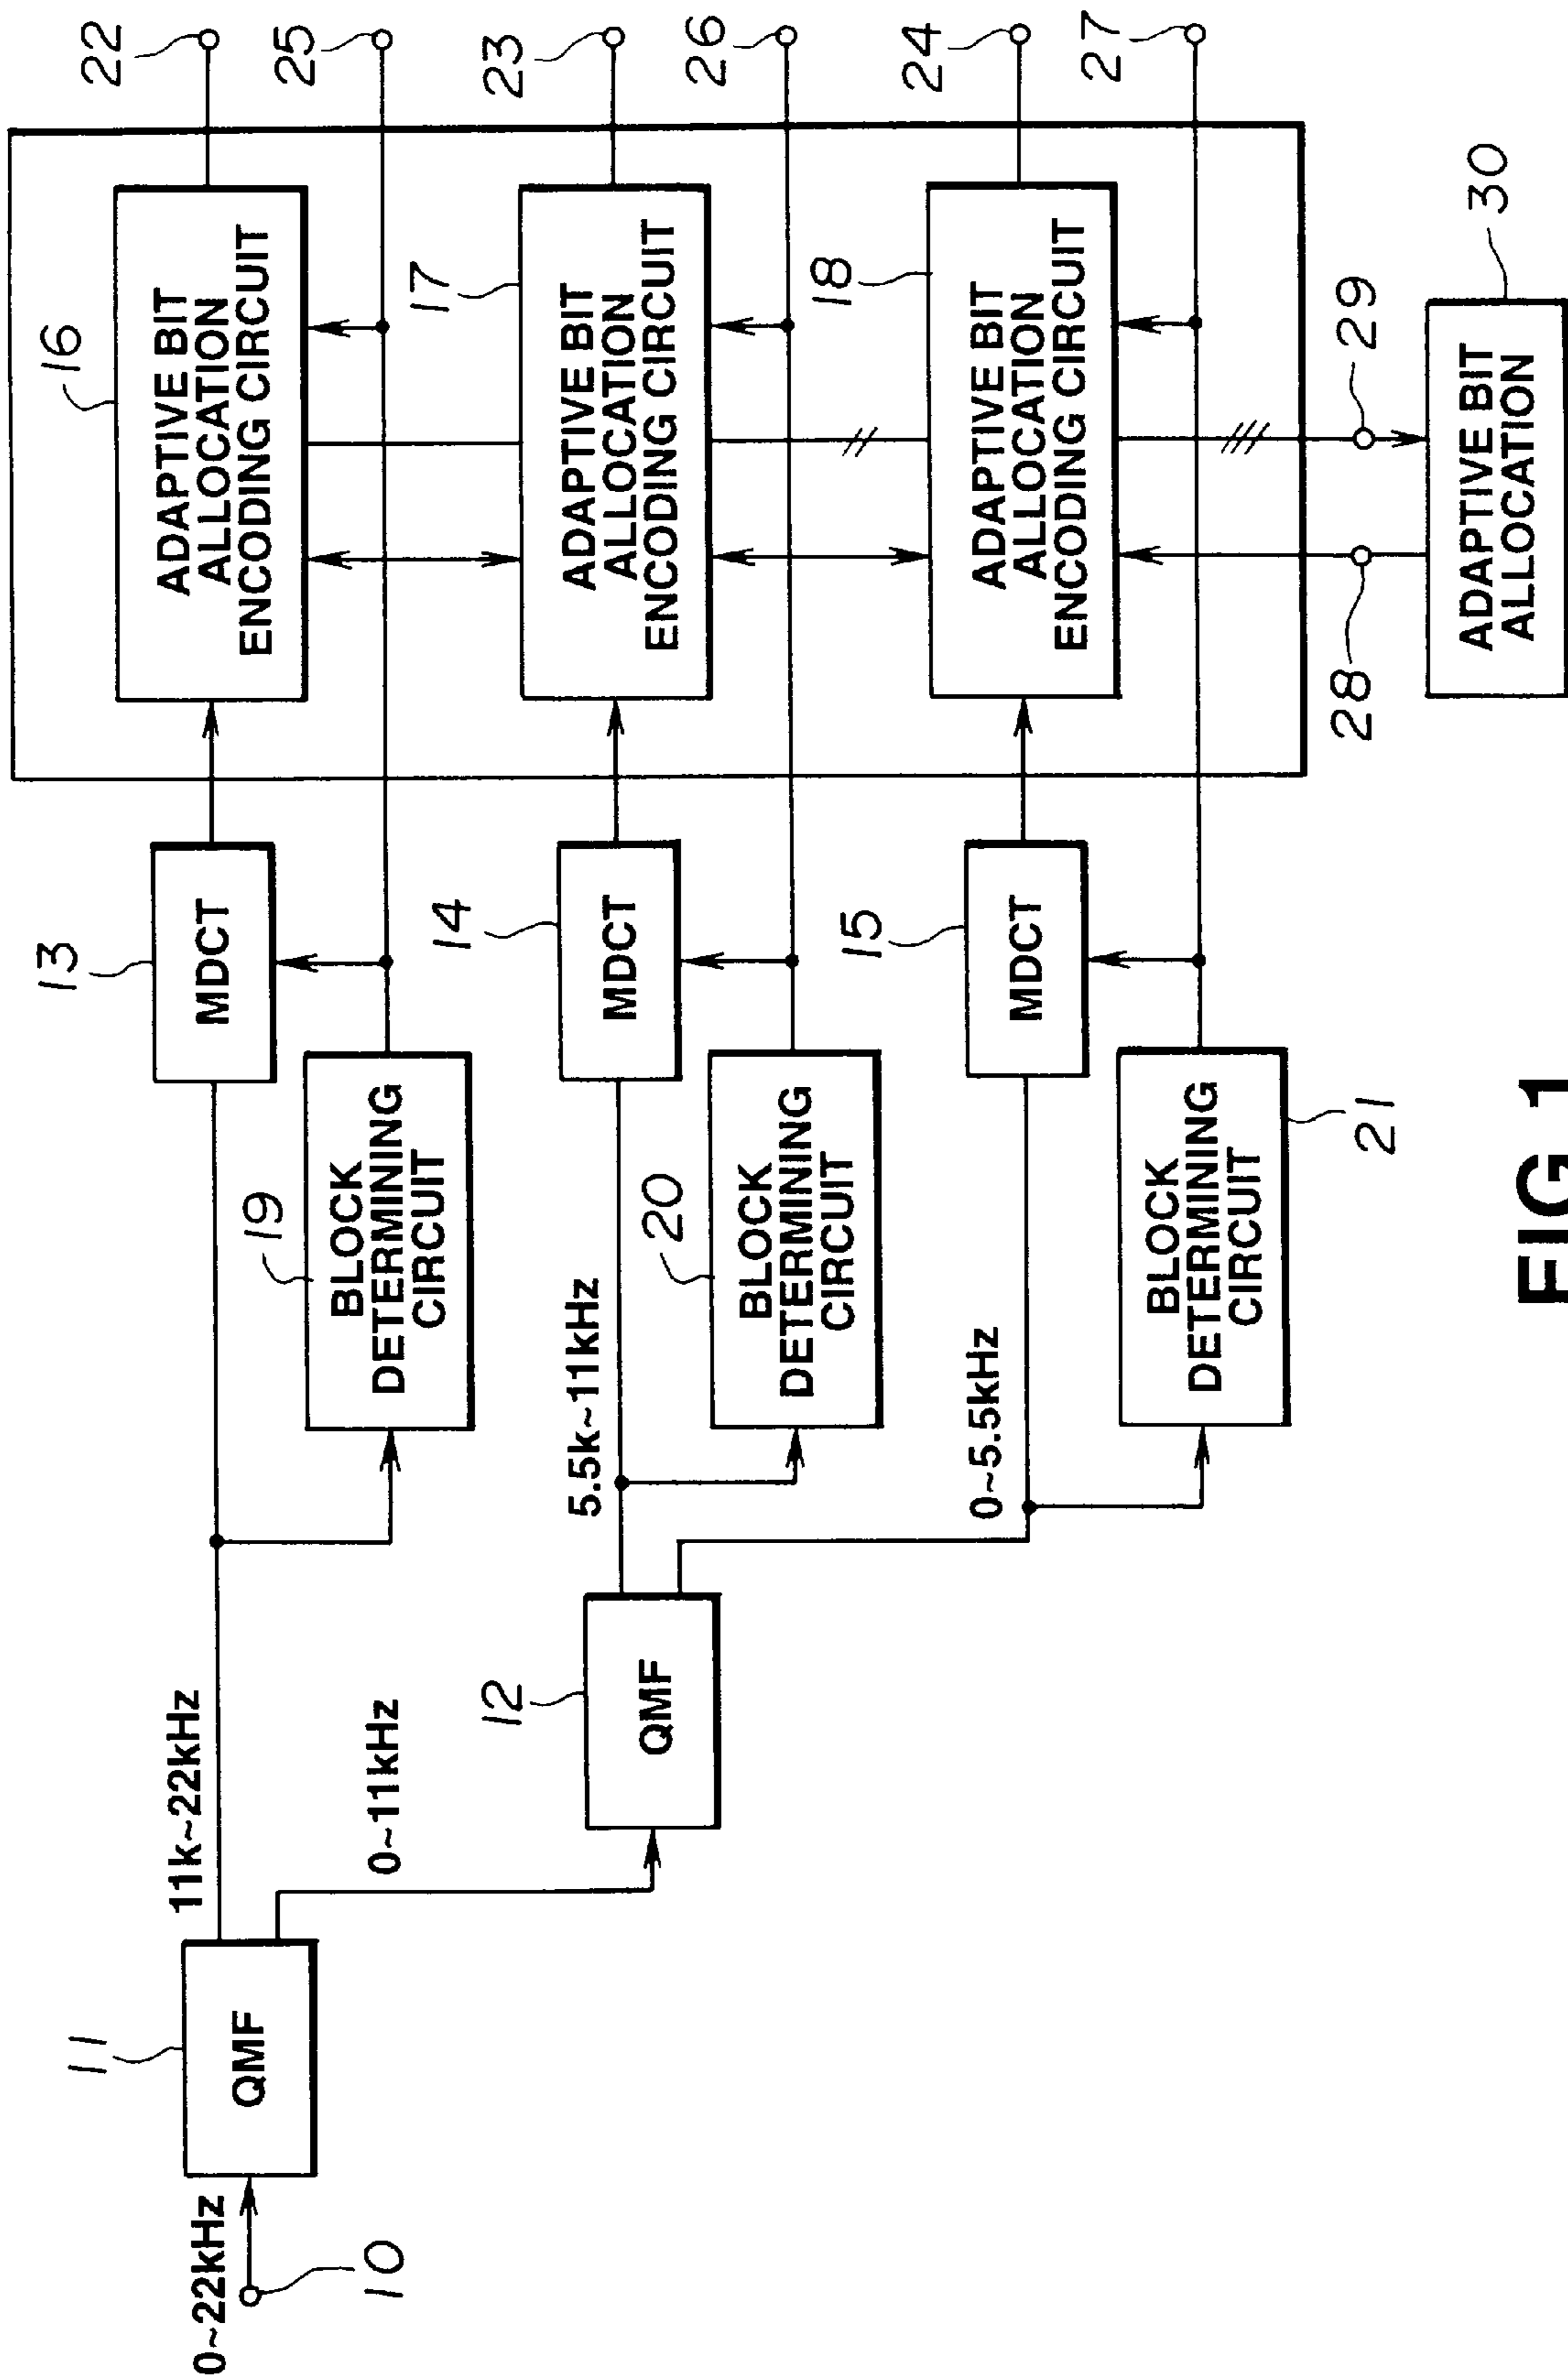 0~22kHz
10
11
QMF
11k~22kHz
0~11kHz
12
QMF
5.5k~11kHz
0~5.5kHz
13
MDCT
19
BLOCK
DETERMINING
CIRCUIT
14
MDCT
20
BLOCK
DETERMINING
CIRCUIT
15
MDCT
BLOCK
DETERMINING
CIRCUIT
21
16
ADAPTIVE BIT
ALLOCATION
ENCODING CIRCUIT
17
ADAPTIVE BIT
ALLOCATION
ENCODING CIRCUIT
18
ADAPTIVE BIT
ALLOCATION
ENCODING CIRCUIT
22
25
23
26
24
27
28
29
30
ADAPTIVE BIT
ALLOCATION
FIG.1